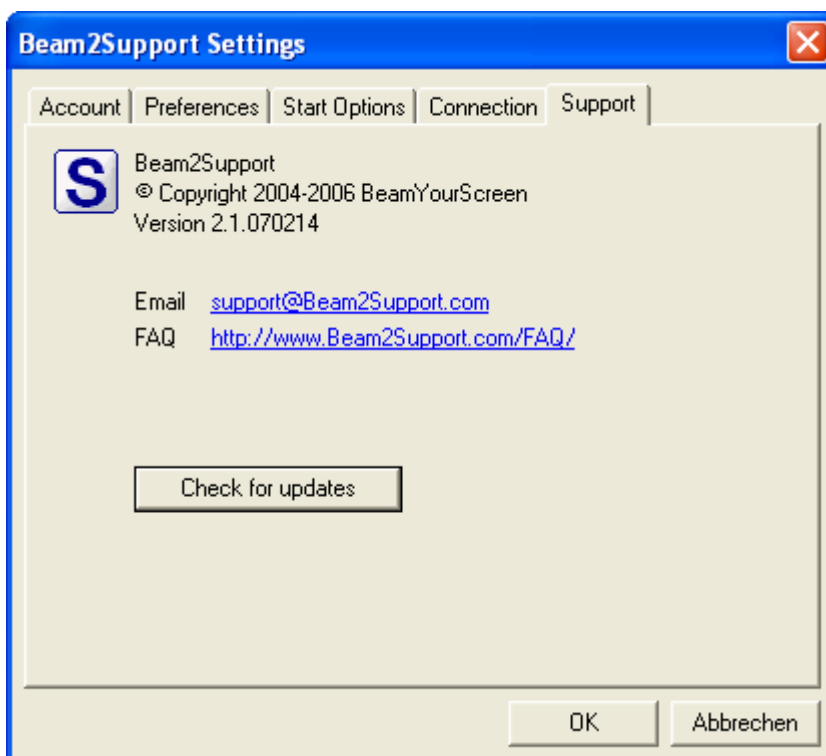 Beam2Support Settings
Account Preferences Start Options Connection Support
S
Beam2Support
© Copyright 2004-2006 BeamYourScreen
Version 2.1.070214
Email support@Beam2Support.com
FAQ http://www.Beam2Support.com/FAQ/
Check for updates
OK Abbrechen